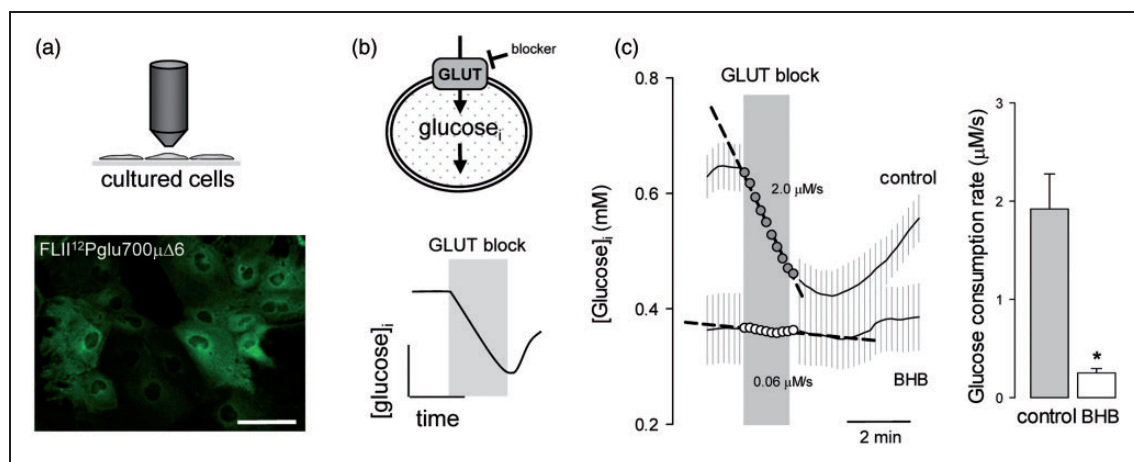 (a)
cultured cells
FLII¹²Pglu700μΔ6
(b)
blocker
GLUT
glucoseᵢ
GLUT block
[glucose]ᵢ
time
(c)
GLUT block
0.8
0.6
0.4
0.2
[Glucose]ᵢ (mM)
2.0 μM/s
control
0.06 μM/s
BHB
2 min
3
2
1
0
Glucose consumption rate (μM/s)
*
control BHB